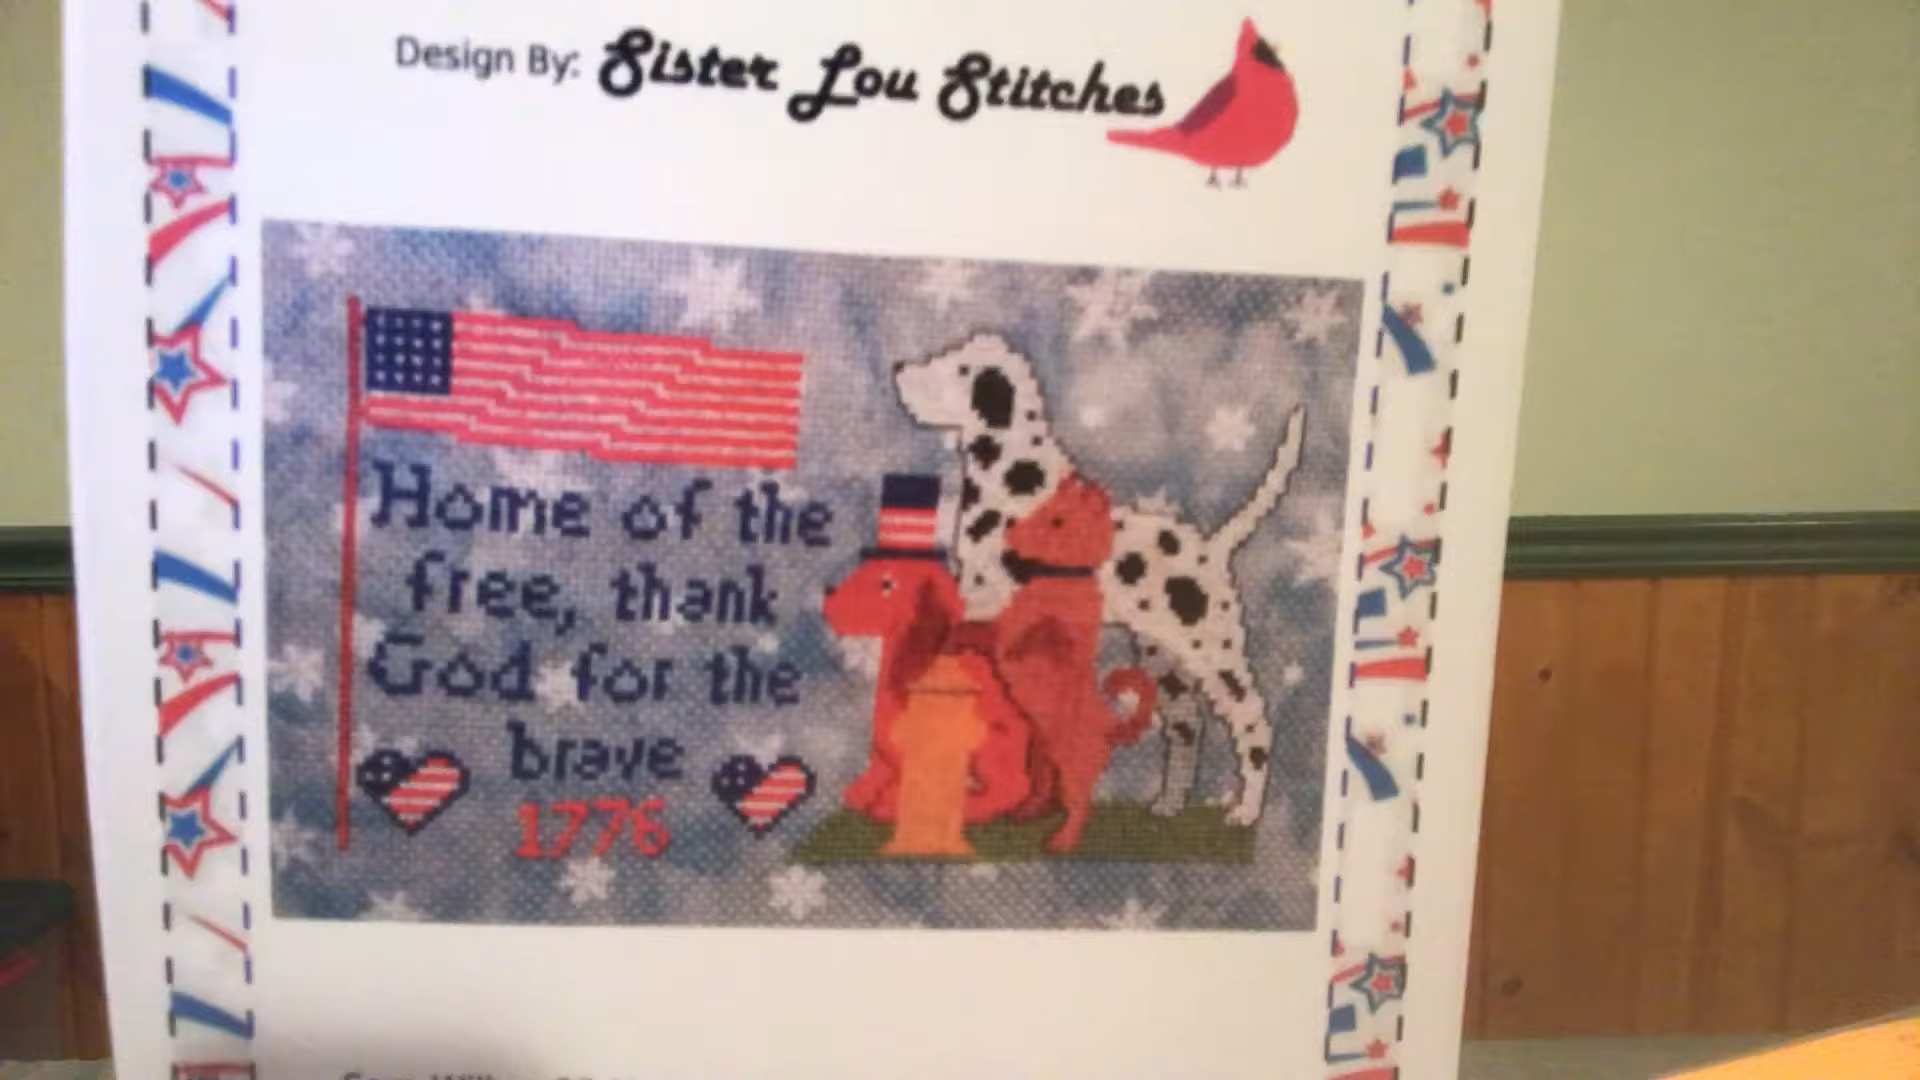 Design By: Sister Lou Stitches
Home of the
free, thank
God for the
brave
1776